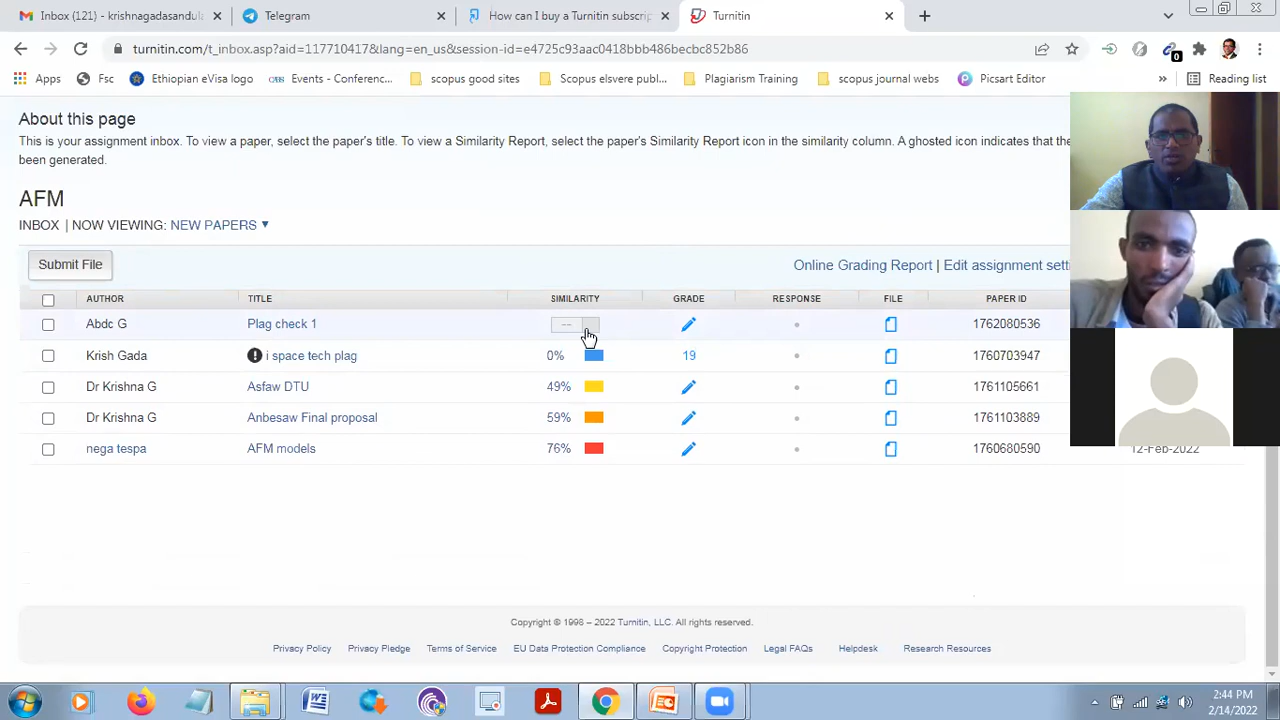 Inbox (121) - krishnagadasandul
Telegram
How can I buy a Turnitin subscrip
Turnitin
turnitin.com/t_inbox.asp?aid=117710417&lang=en_us&session-id=e4725c93aac0418bbb486becbc852b86
0
Apps
Fsc
Ethiopian eVisa logo
Events - Conferenc...
scopus good sites
Scopus elsvere publ...
Plagiarism Training
scopus journal webs
Picsart Editor
»
Reading list
About this page
This is your assignment inbox. To view a paper, select the paper's title. To view a Similarity Report, select the paper's Similarity Report icon in the similarity column. A ghosted icon indicates that the
been generated.
AFM
INBOX | NOW VIEWING: NEW PAPERS ▼
Submit File
Online Grading Report | Edit assignment setti
AUTHOR TITLE SIMILARITY GRADE RESPONSE FILE PAPER ID
Abdc G Plag check 1 -- 1762080536
Krish Gada i space tech plag 0% 19 1760703947
Dr Krishna G Asfaw DTU 49% 1761105661
Dr Krishna G Anbesaw Final proposal 59% 1761103889
nega tespa AFM models 76% 1760680590 12-Feb-2022
Copyright © 1998 – 2022 Turnitin, LLC. All rights reserved.
Privacy Policy Privacy Pledge Terms of Service EU Data Protection Compliance Copyright Protection Legal FAQs Helpdesk Research Resources
2:44 PM
2/14/2022